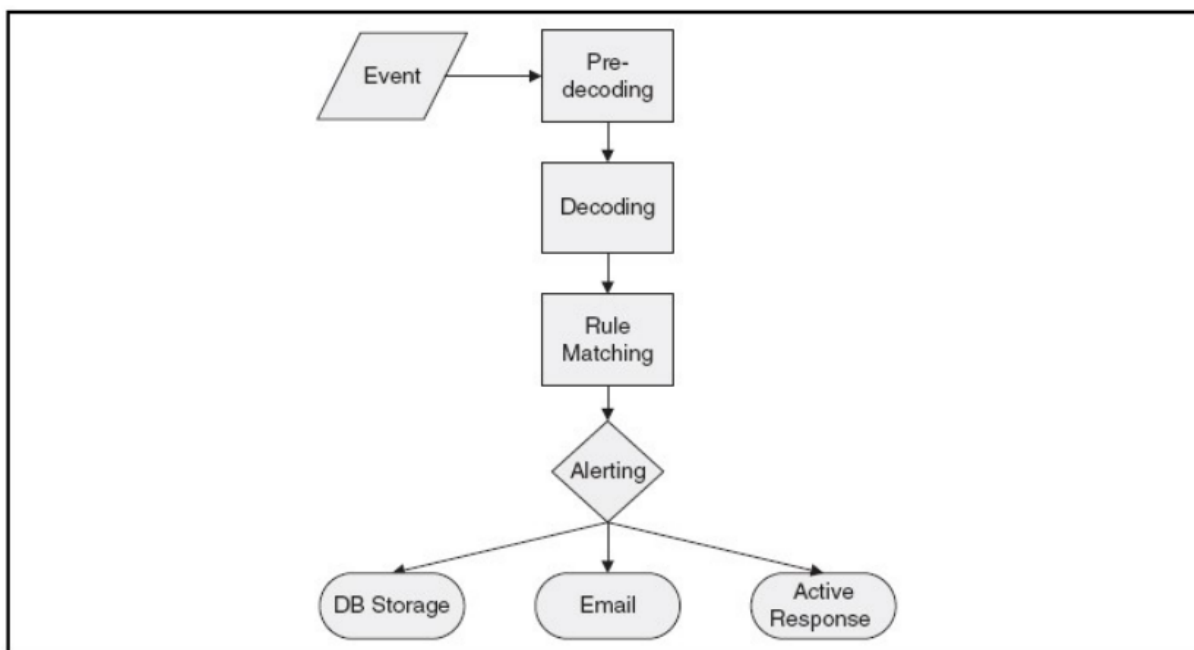 Event
Pre-
decoding
Decoding
Rule
Matching
Alerting
DB Storage
Email
Active
Response